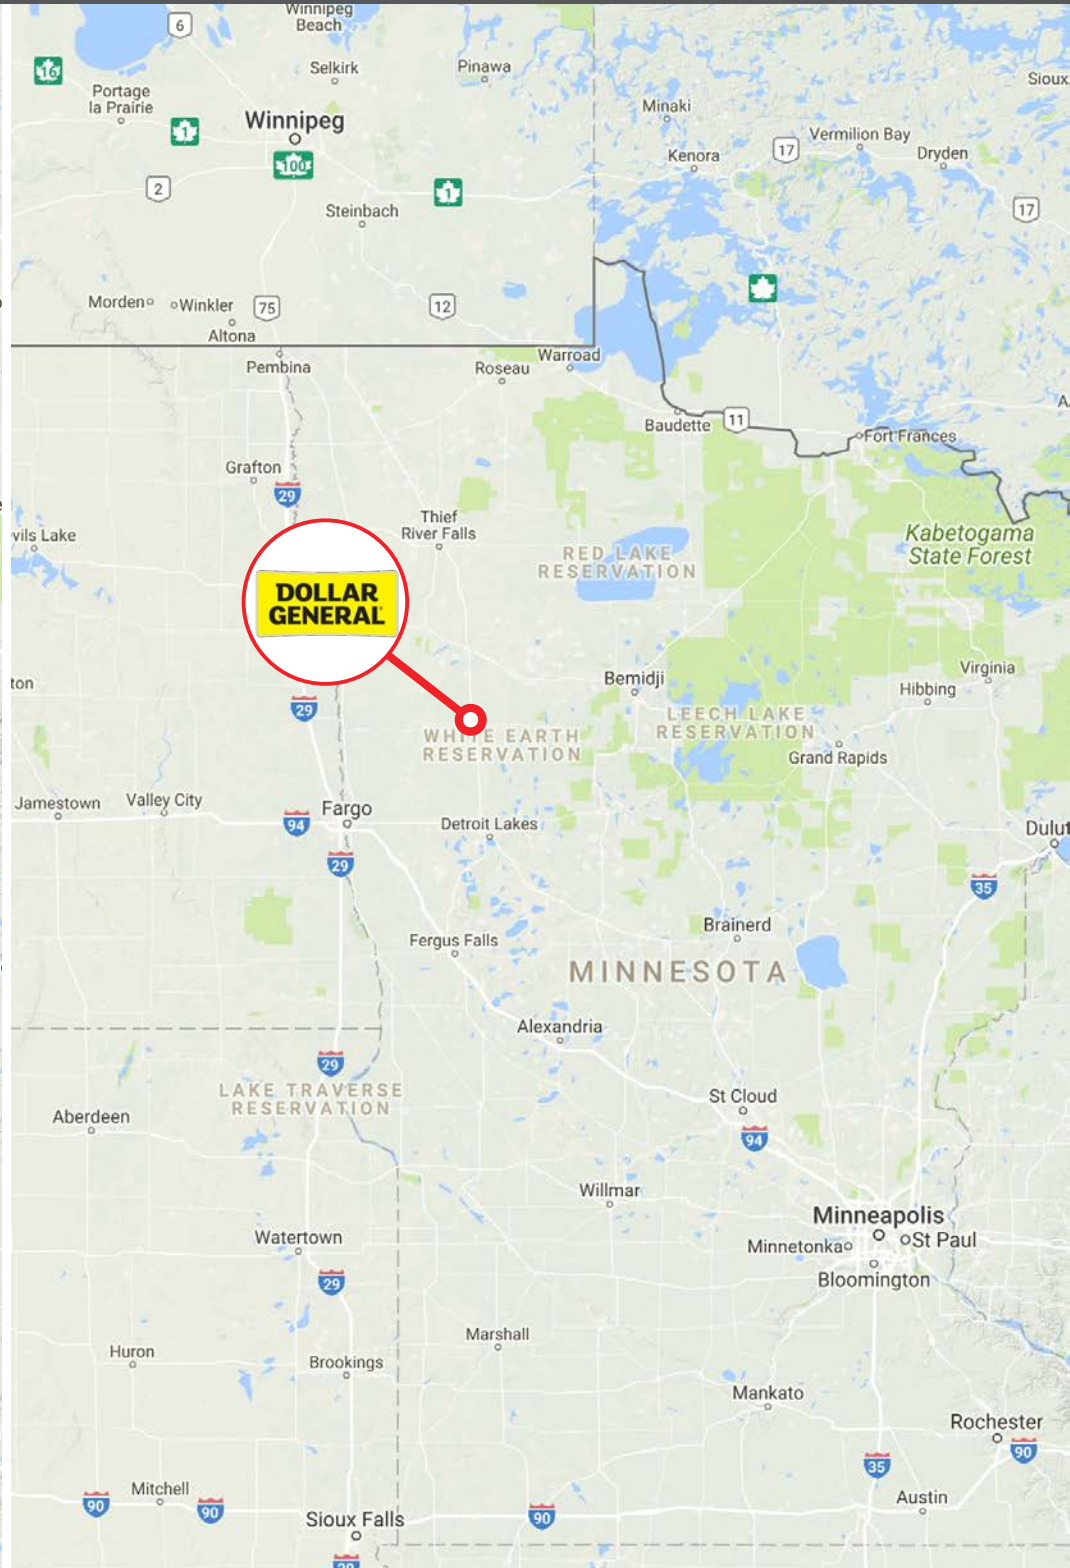 Winnipeg
Beach
6
16
Selkirk
Pinawa
Sioux
Portage
la Prairie
Minaki
Winnipeg
1
100
17
Vermilion Bay
Kenora
Dryden
2
1
Steinbach
17
Morden
Winkler
75
12
Altona
Warroad
Pembina
Roseau
Baudette
11
Fort Frances
Grafton
29
Thief
River Falls
vils Lake
Kabetogama
State Forest
RED LAKE
RESERVATION
DOLLAR
GENERAL
ton
Bemidji
Virginia
Hibbing
29
LEECH LAKE
RESERVATION
WHITE EARTH
RESERVATION
Grand Rapids
Jamestown
Valley City
Fargo
94
Detroit Lakes
Dulut
29
35
Brainerd
Fergus Falls
MINNESOTA
Alexandria
29
LAKE TRAVERSE
RESERVATION
St Cloud
Aberdeen
94
Willmar
Minneapolis
Watertown
Minnetonka
St Paul
29
Bloomington
Marshall
Huron
Brookings
Mankato
Rochester
90
35
Mitchell
90
90
Austin
Sioux Falls
90
29